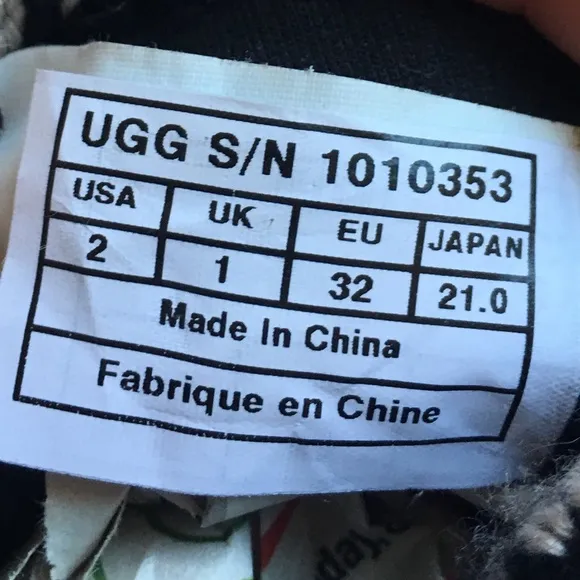 UGG S/N 1010353
USA UK EU JAPAN
2 1 32 21.0
Made In China
Fabrique en Chine